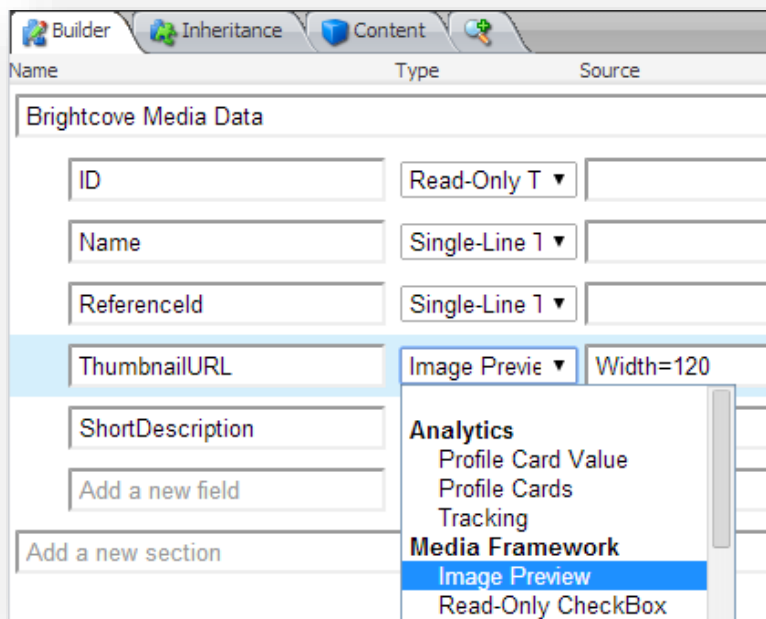 Builder Inheritance Content
Name Type Source
Brightcove Media Data
ID Read-Only T
Name Single-Line
ReferenceId Single-Line
ThumbnailURL Image Previe Width=120
ShortDescription
Analytics
Profile Card Value
Add a new field
Profile Cards
Tracking
Add a new section
Media Framework
Image Preview
Read-Only CheckBox